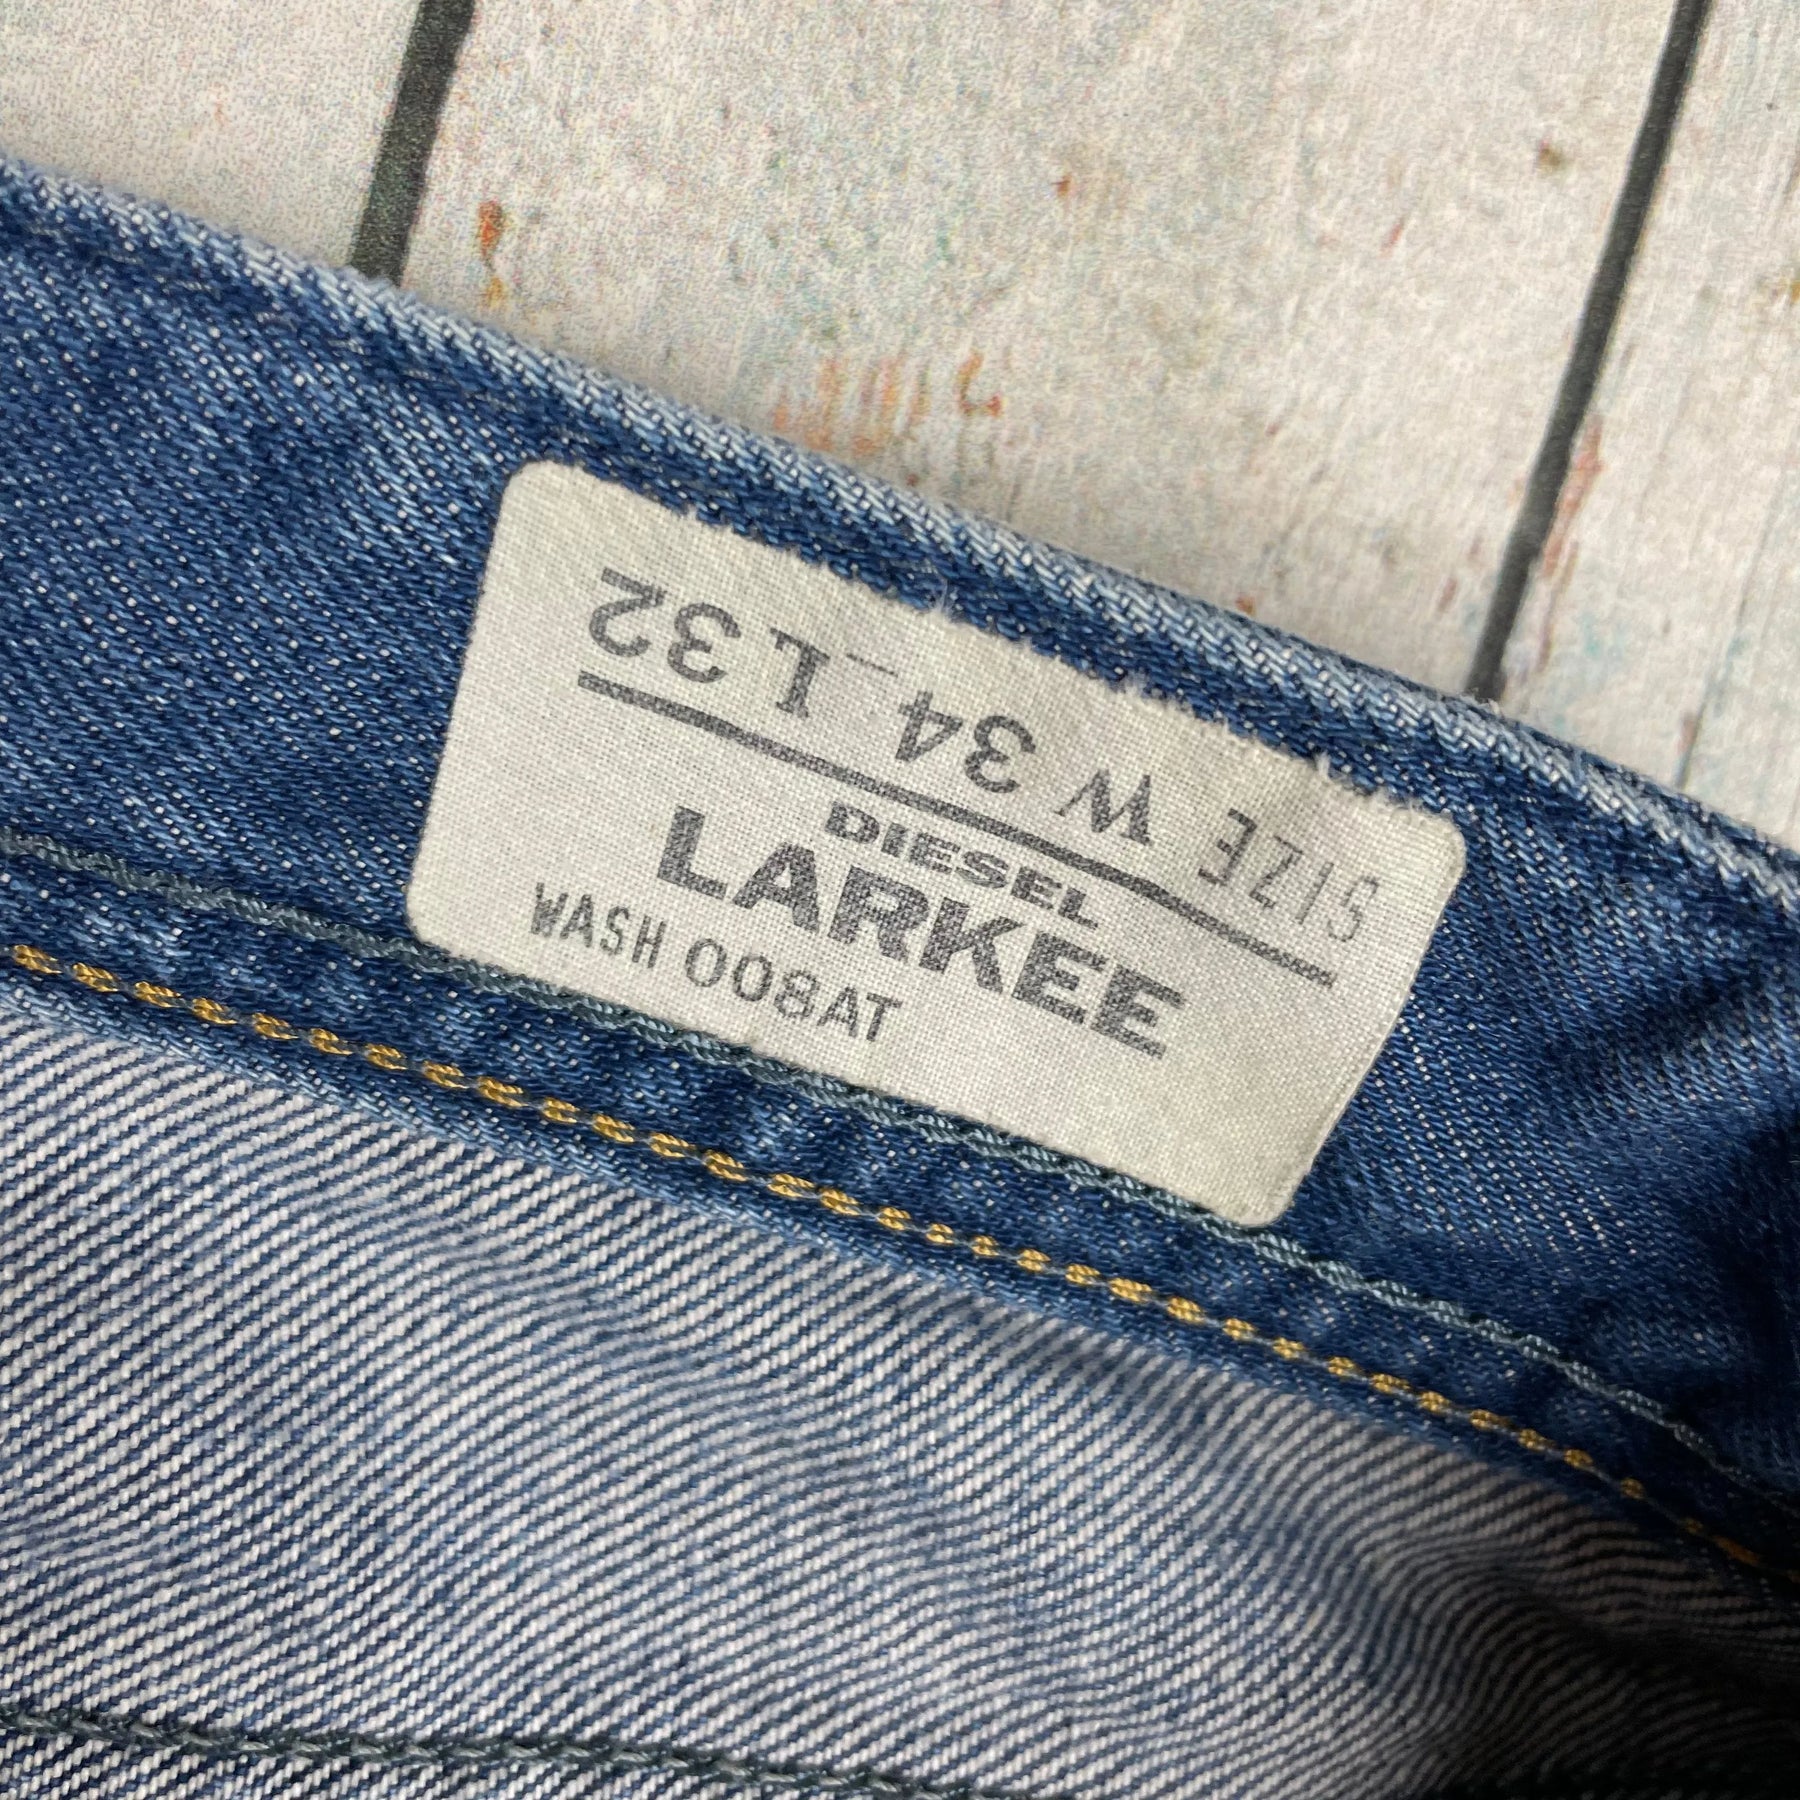 DIESEL
LARKEE
WASH 008AT
SIZE W 34 L 32